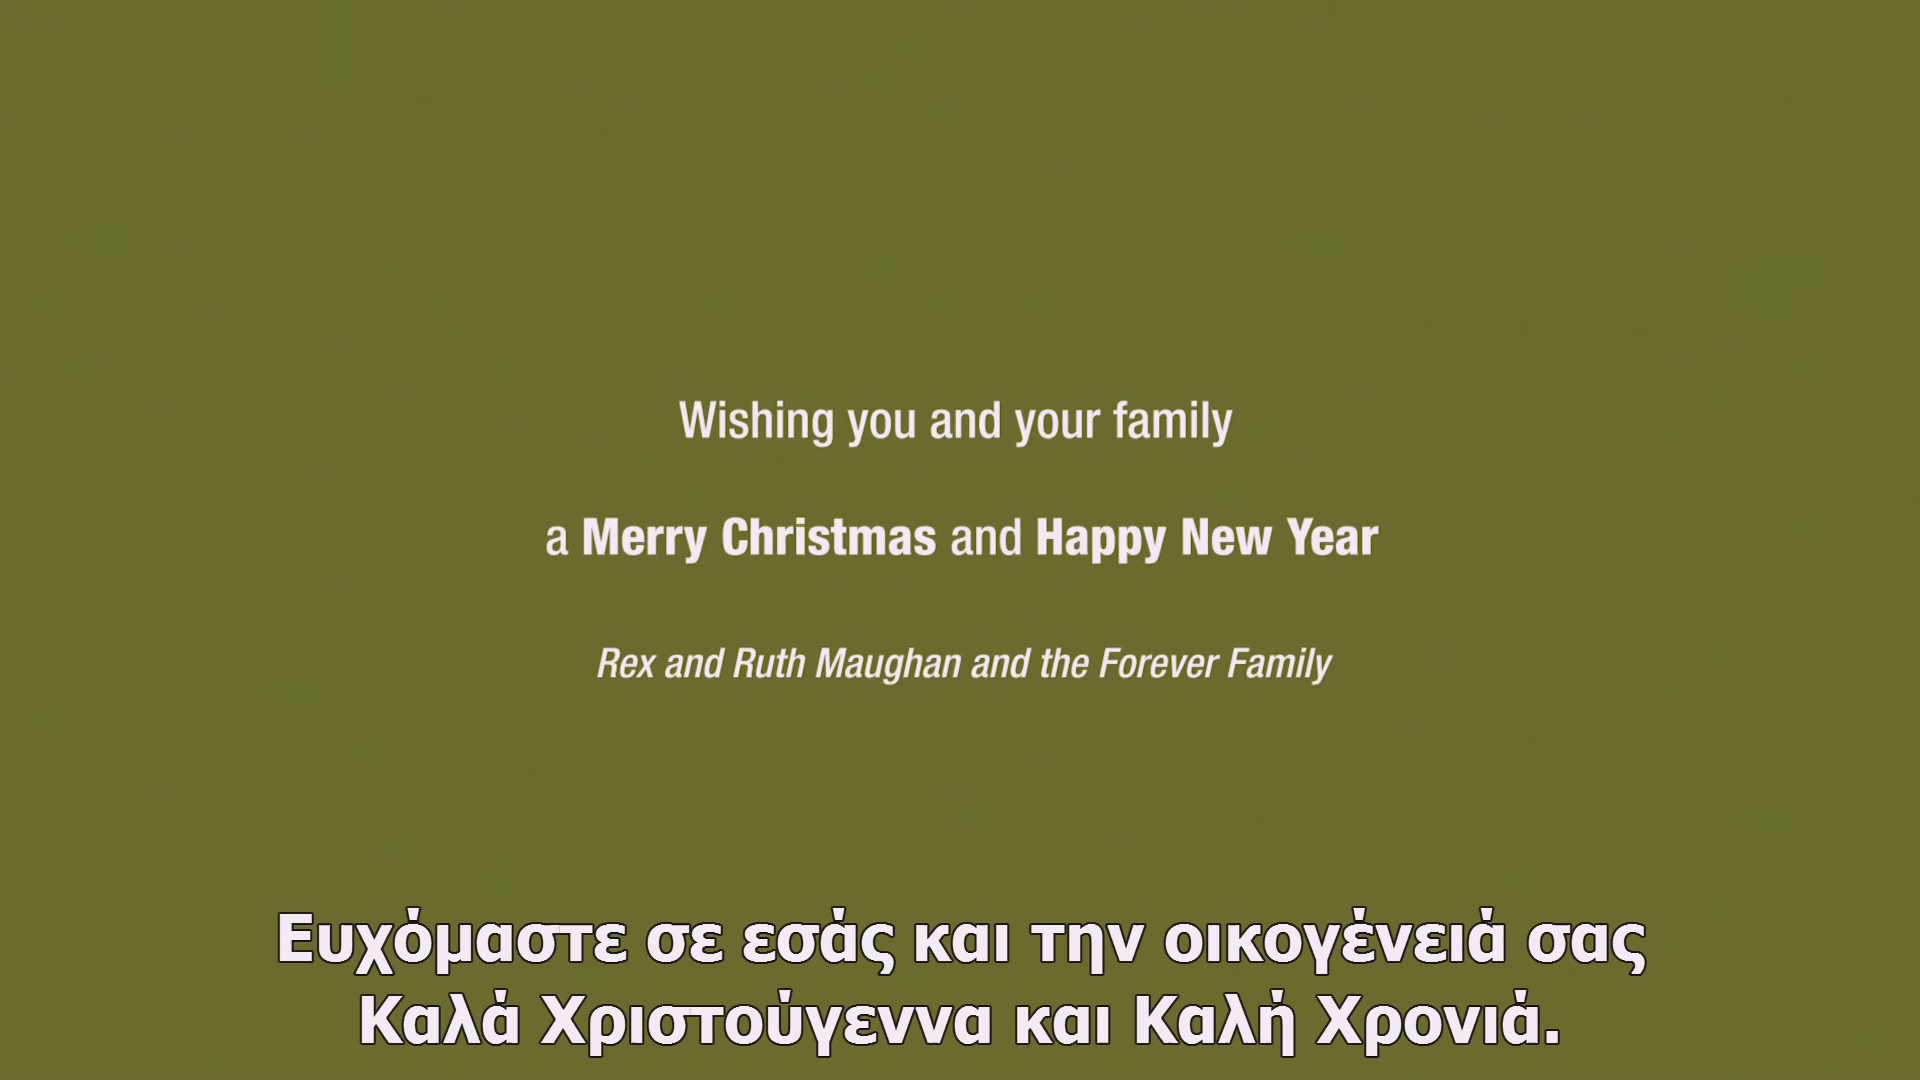 Wishing you and your family
a Merry Christmas and Happy New Year
Rex and Ruth Maughan and the Forever Family
Ευχόμαστε σε εσάς και την οικογένειά σας
Καλά Χριστούγεννα και Καλή Χρονιά.